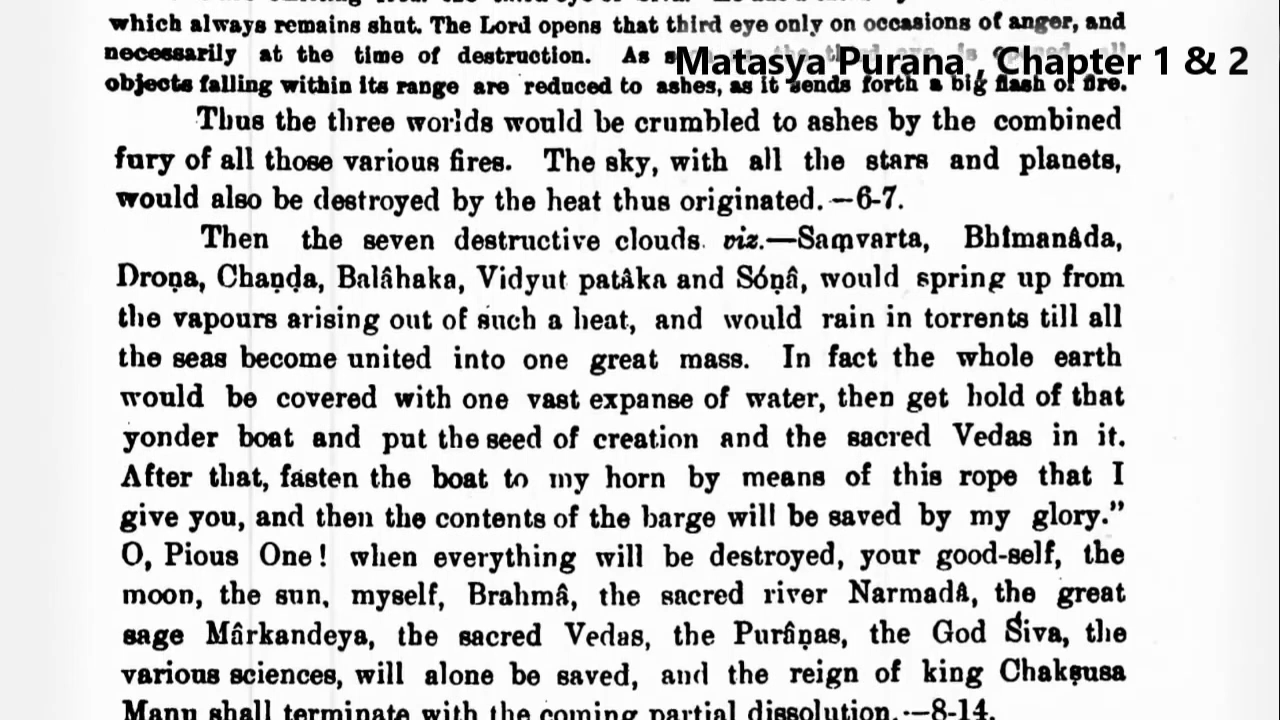 which always remains shut. The Lord opens that third eye only on occasions of anger, and
necessarily at the time of destruction. As
Matasya Purana , Chapter 1 & 2
objects falling within its range are reduced to ashes, as it sends forth a big flash of fire.
Thus the three worlds would be crumbled to ashes by the combined
fury of all those various fires. The sky, with all the stars and planets,
would also be destroyed by the heat thus originated.—6-7.
Then the seven destructive clouds. viz.—Saṃvarta, Bhîmanâda,
Droṇa, Chaṇḍa, Balâhaka, Vidyut patâka and Sóṇâ, would spring up from
the vapours arising out of such a heat, and would rain in torrents till all
the seas become united into one great mass. In fact the whole earth
would be covered with one vast expanse of water, then get hold of that
yonder boat and put the seed of creation and the sacred Vedas in it.
After that, fasten the boat to my horn by means of this rope that I
give you, and then the contents of the barge will be saved by my glory.”
O, Pious One! when everything will be destroyed, your good-self, the
moon, the sun, myself, Brahmâ, the sacred river Narmadâ, the great
sage Mârkandeya, the sacred Vedas, the Purâṇas, the God Śiva, the
various sciences, will alone be saved, and the reign of king Chakṣusa
Manu shall terminate with the coming partial dissolution.—8-14.